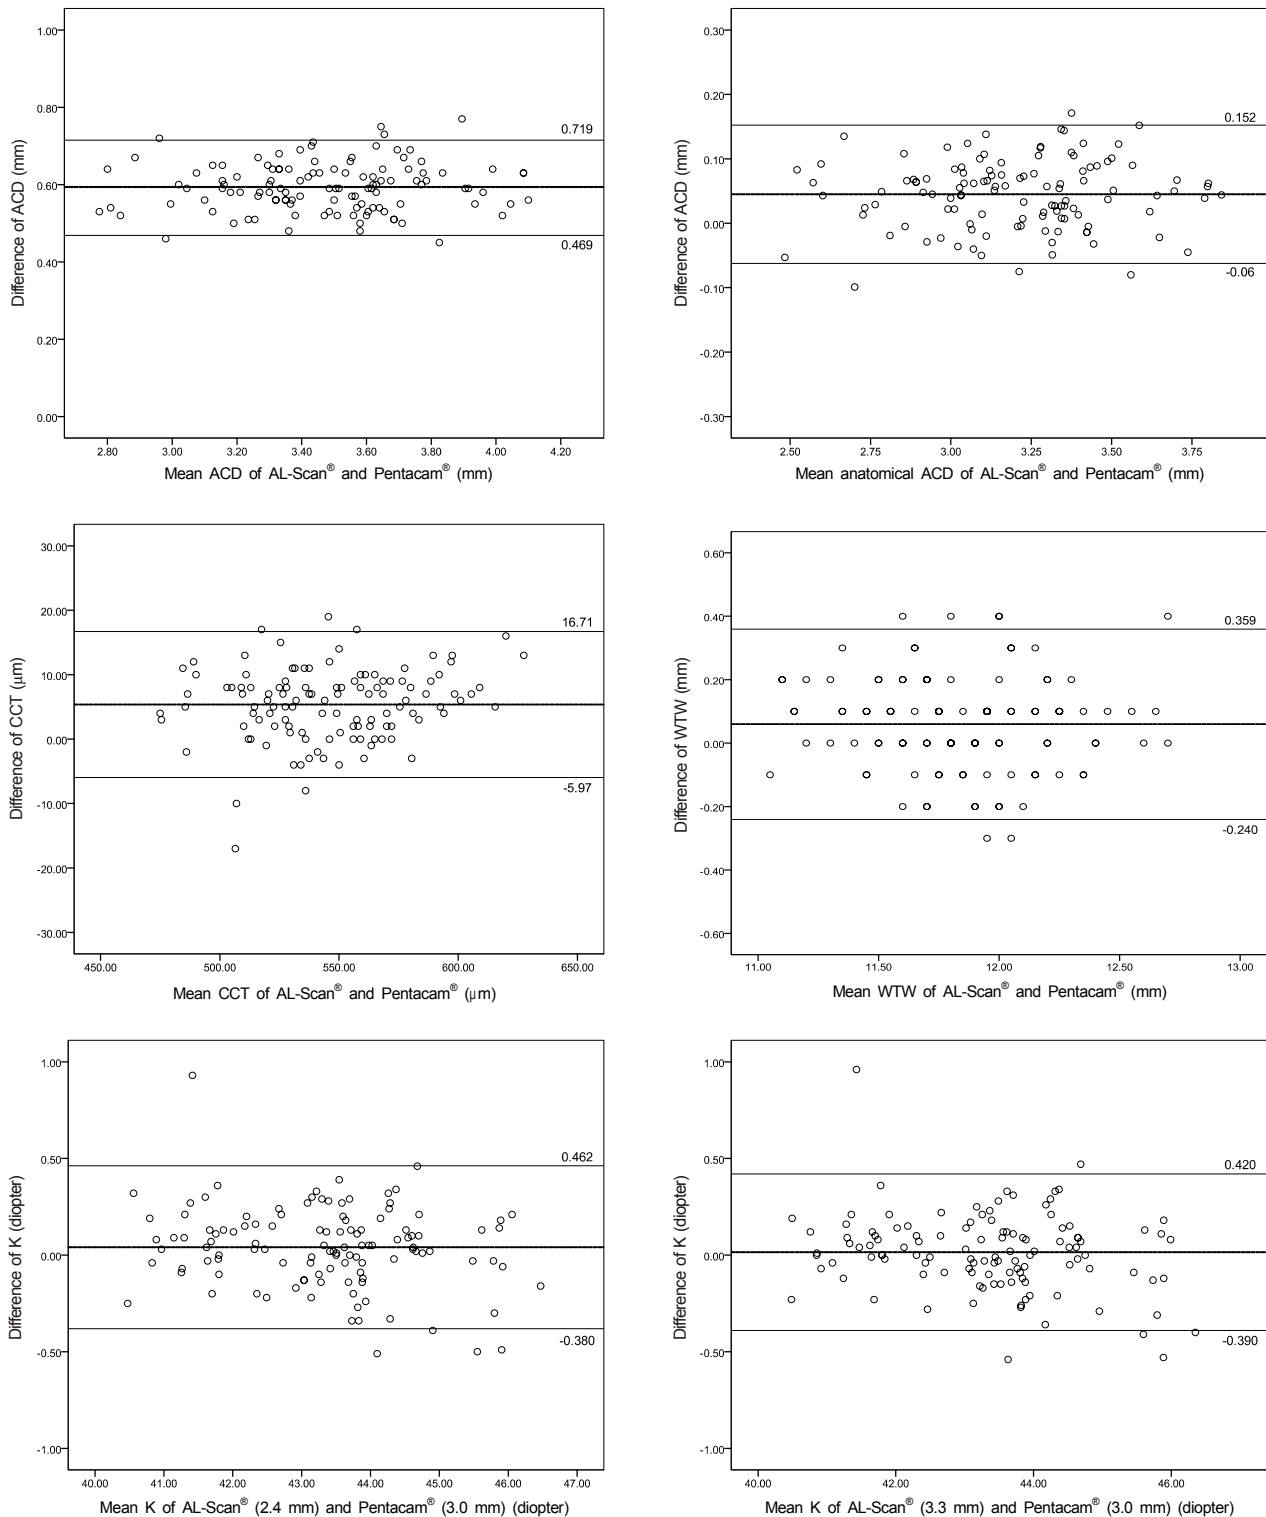 1.00
0.80
0.719
0.60
0.469
0.40
0.20
0.00
2.80 3.00 3.20 3.40 3.60 3.80 4.00 4.20
Difference of ACD (mm)
Mean ACD of AL-Scan® and Pentacam® (mm)
0.30
0.20
0.152
0.10
0.00
-0.06
-0.10
-0.20
-0.30
2.50 2.75 3.00 3.25 3.50 3.75
Difference of ACD (mm)
Mean anatomical ACD of AL-Scan® and Pentacam® (mm)
30.00
20.00
16.71
10.00
0.00
-5.97
-10.00
-20.00
-30.00
450.00 500.00 550.00 600.00 650.00
Difference of CCT (μm)
Mean CCT of AL-Scan® and Pentacam® (μm)
0.60
0.40
0.359
0.20
0.00
-0.20
-0.240
-0.40
-0.60
11.00 11.50 12.00 12.50 13.00
Difference of WTW (mm)
Mean WTW of AL-Scan® and Pentacam® (mm)
1.00
0.50
0.462
0.00
-0.380
-0.50
-1.00
40.00 41.00 42.00 43.00 44.00 45.00 46.00 47.00
Difference of K (diopter)
Mean K of AL-Scan® (2.4 mm) and Pentacam® (3.0 mm) (diopter)
1.00
0.50
0.420
0.00
-0.390
-0.50
-1.00
40.00 42.00 44.00 46.00
Difference of K (diopter)
Mean K of AL-Scan® (3.3 mm) and Pentacam® (3.0 mm) (diopter)